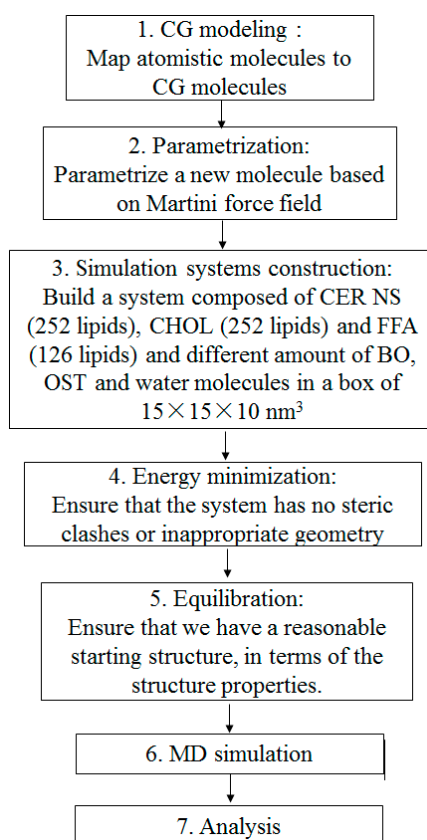 1. CG modeling：
Map atomistic molecules to
CG molecules
2. Parametrization:
Parametrize a new molecule based
on Martini force field
3. Simulation systems construction:
Build a system composed of CER NS
(252 lipids), CHOL (252 lipids) and FFA
(126 lipids) and different amount of BO,
OST and water molecules in a box of
15×15×10 nm³
4. Energy minimization:
Ensure that the system has no steric
clashes or inappropriate geometry
5. Equilibration:
Ensure that we have a reasonable
starting structure, in terms of the
structure properties.
6. MD simulation
7. Analysis